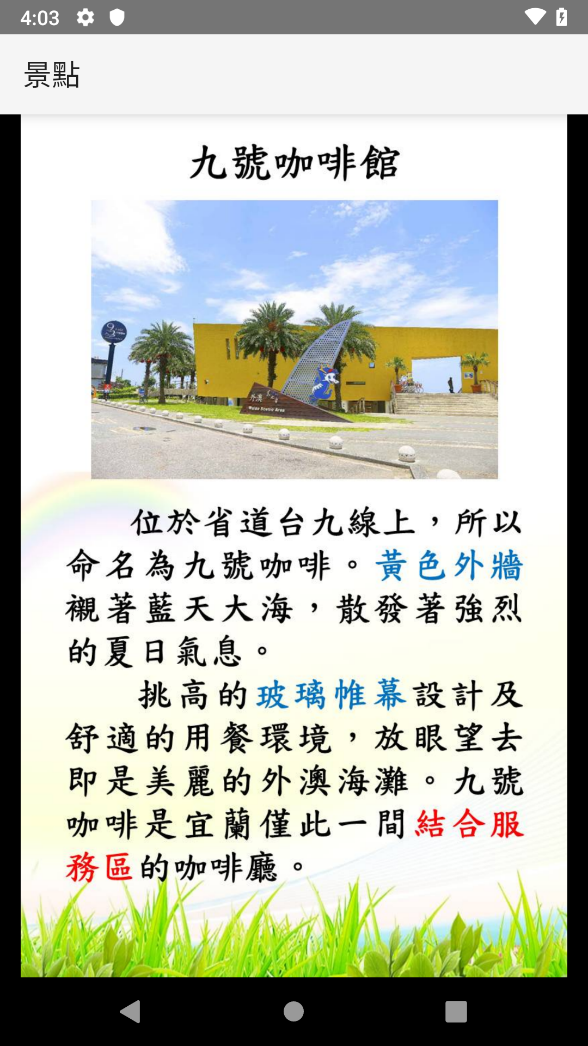 4:03
景點
九號咖啡館
外澳
位於省道台九線上，所以
命名為九號咖啡。黃色外牆
襯著藍天大海，散發著強烈
的夏日氣息。
挑高的玻璃帷幕設計及
舒適的用餐環境，放眼望去
即是美麗的外澳海灘。九號
咖啡是宜蘭僅此一間結合服
務區的咖啡廳。